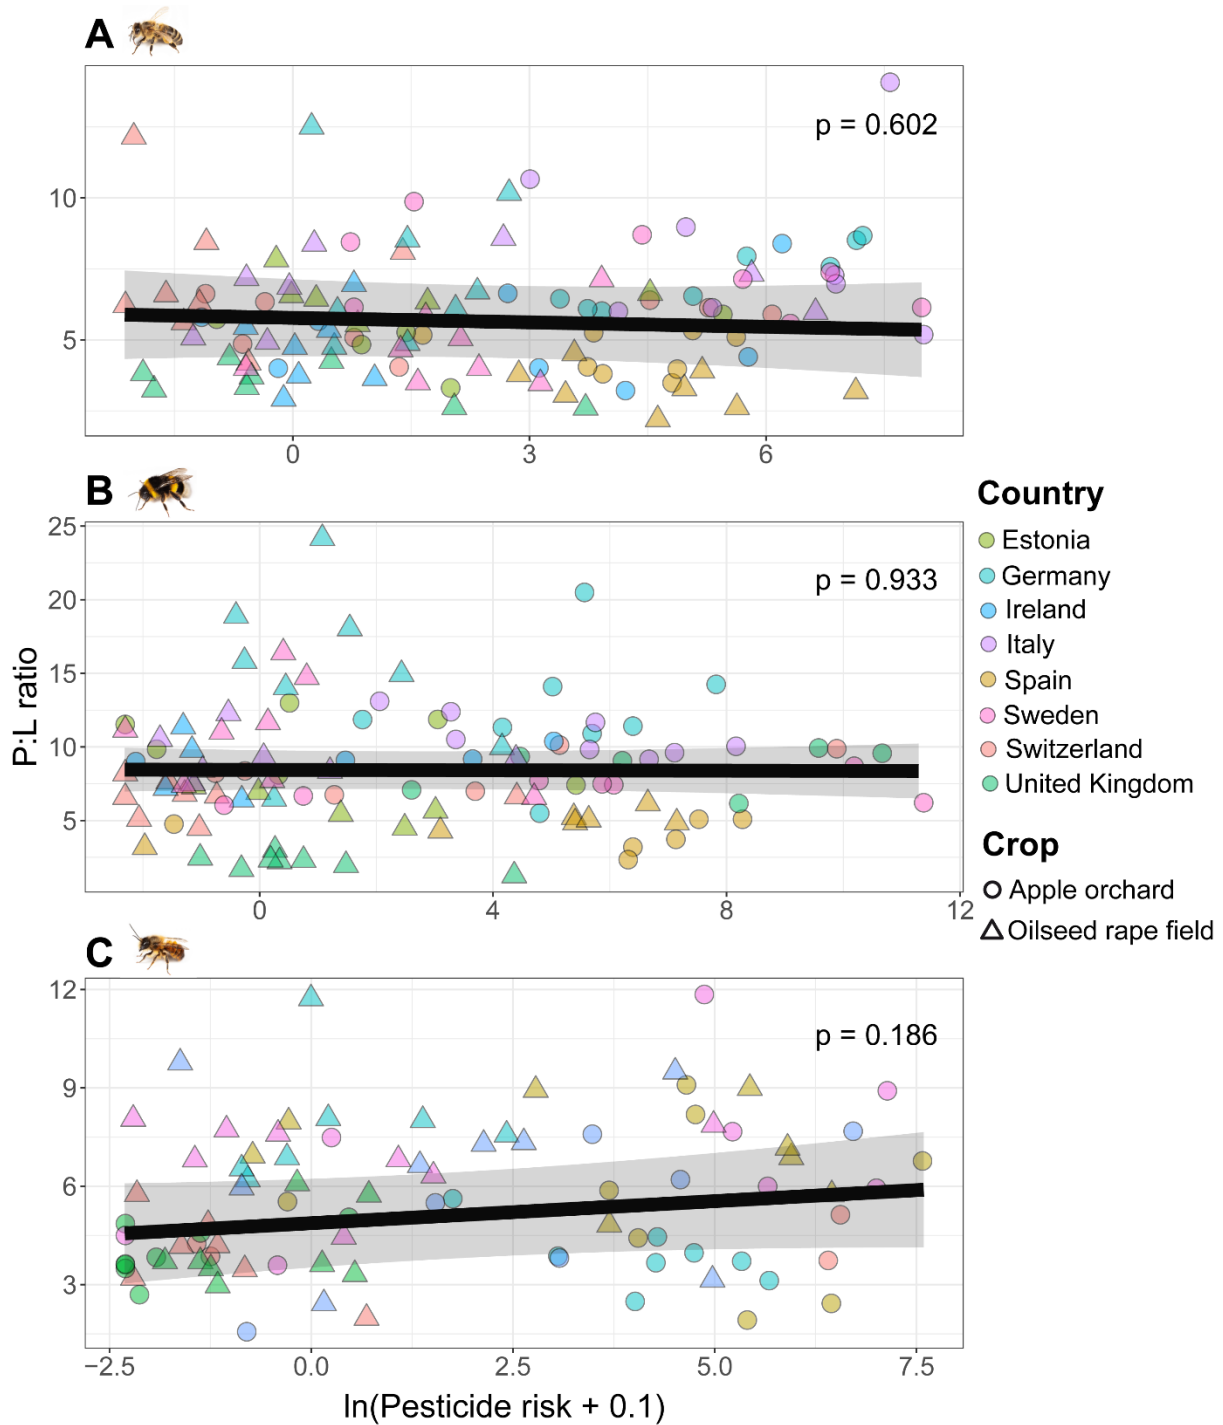 A
p = 0.602
10
5
0 3 6
B
p = 0.933
25
20
15
10
5
0 4 8 12
P:L ratio
Country
Estonia
Germany
Ireland
Italy
Spain
Sweden
Switzerland
United Kingdom
Crop
Apple orchard
Oilseed rape field
C
p = 0.186
12
9
6
3
−2.5 0.0 2.5 5.0 7.5
ln(Pesticide risk + 0.1)